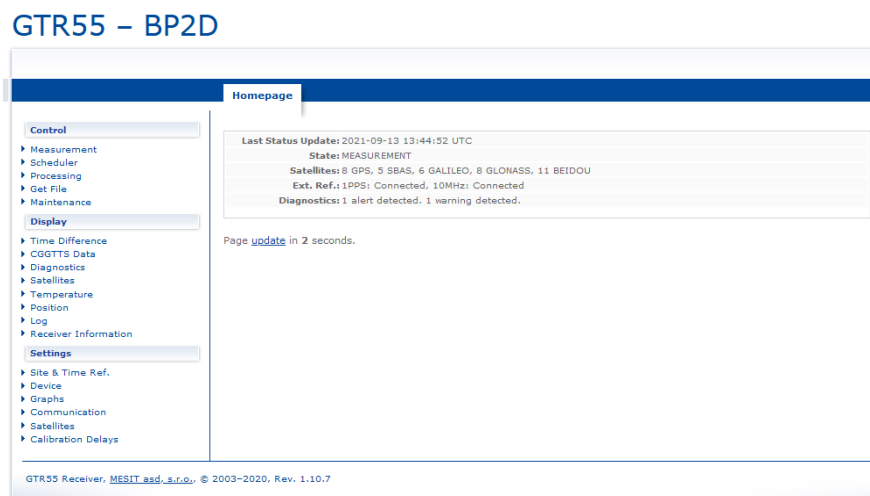 GTR55 – BP2D
Homepage
Control
Measurement
Scheduler
Processing
Get File
Maintenance
Display
Time Difference
CGGTTS Data
Diagnostics
Satellites
Temperature
Position
Log
Receiver Information
Settings
Site & Time Ref.
Device
Graphs
Communication
Satellites
Calibration Delays
Last Status Update: 2021-09-13 13:44:52 UTC
State: MEASUREMENT
Satellites: 8 GPS, 5 SBAS, 6 GALILEO, 8 GLONASS, 11 BEIDOU
Ext. Ref.: 1PPS: Connected, 10MHz: Connected
Diagnostics: 1 alert detected. 1 warning detected.
Page update in 2 seconds.
GTR55 Receiver, MESIT asd, s.r.o., © 2003–2020, Rev. 1.10.7